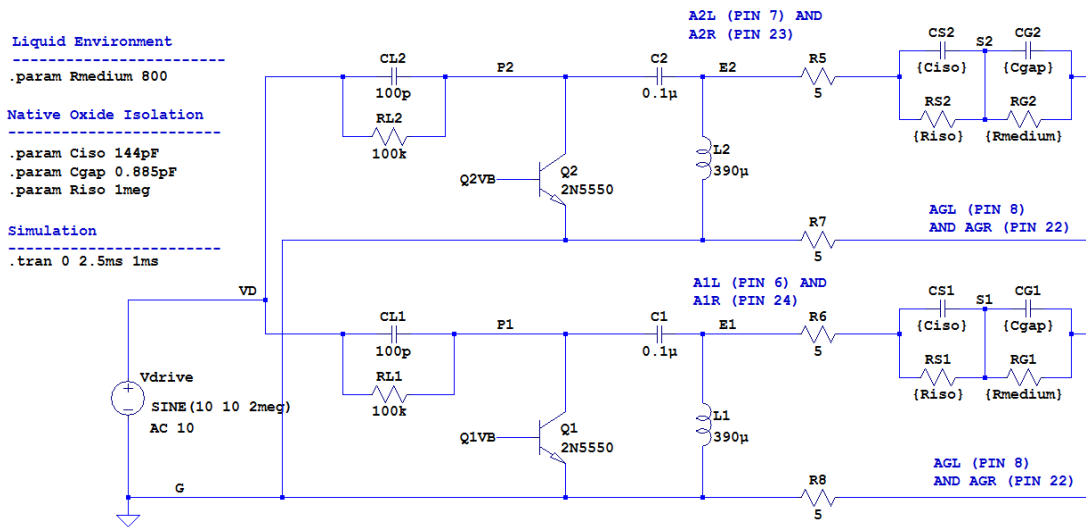 Liquid Environment
-----------------------
.param Rmedium 800
Native Oxide Isolation
-----------------------
.param Ciso 144pF
.param Cgap 0.885pF
.param Riso 1meg
Simulation
-----------------------
.tran 0 2.5ms 1ms
A2L (PIN 7) AND
A2R (PIN 23)
CL2
100p
RL2
100k
P2
C2
0.1µ
E2
R5
5
CS2
{Ciso}
S2
CG2
{Cgap}
RS2
{Riso}
RG2
{Rmedium}
Q2VB
Q2
2N5550
L2
390µ
R7
5
AGL (PIN 8)
AND AGR (PIN 22)
VD
A1L (PIN 6) AND
A1R (PIN 24)
CL1
100p
RL1
100k
P1
C1
0.1µ
E1
R6
5
CS1
{Ciso}
S1
CG1
{Cgap}
RS1
{Riso}
RG1
{Rmedium}
Vdrive
SINE(10 10 2meg)
AC 10
Q1VB
Q1
2N5550
L1
390µ
G
R8
5
AGL (PIN 8)
AND AGR (PIN 22)